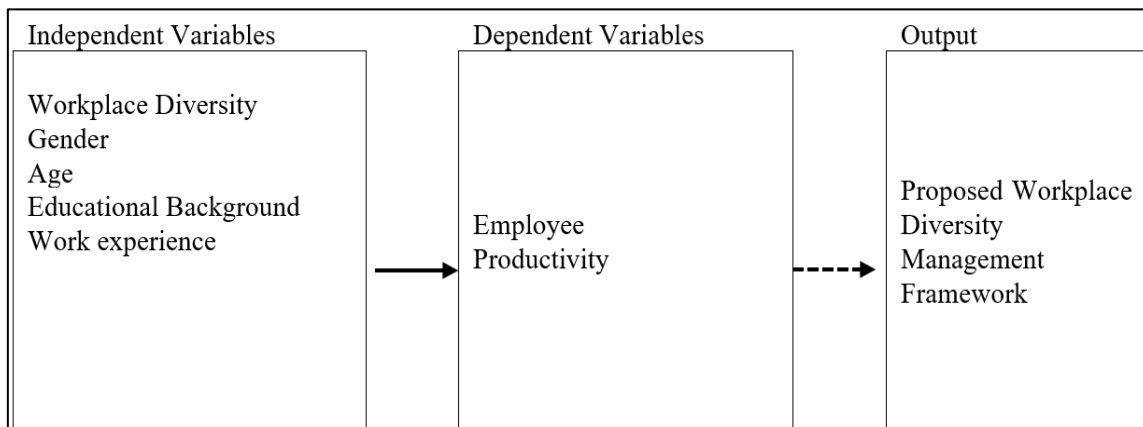 Independent Variables
Workplace Diversity
Gender
Age
Educational Background
Work experience
Dependent Variables
Employee
Productivity
Output
Proposed Workplace
Diversity
Management
Framework